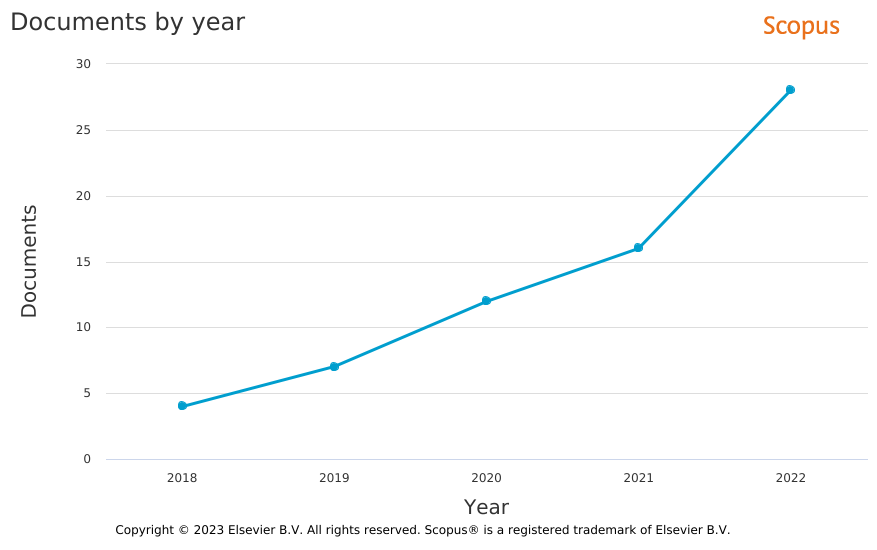 Documents by year
Scopus
30
25
20
15
10
5
0
Documents
2018 2019 2020 2021 2022
Year
Copyright © 2023 Elsevier B.V. All rights reserved. Scopus® is a registered trademark of Elsevier B.V.